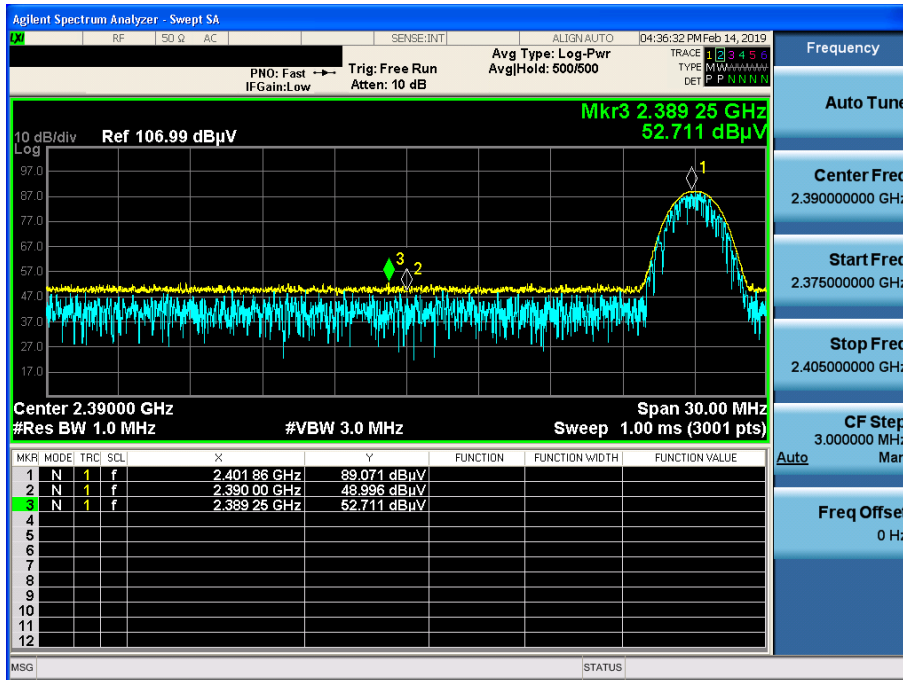 Agilent Spectrum Analyzer - Swept SA
LXI RF 50 Ω AC SENSE:INT ALIGN AUTO 04:36:32 PM Feb 14, 2019
PNO: Fast
IFGain:Low
Trig: Free Run
Atten: 10 dB
Avg Type: Log-Pwr
Avg|Hold: 500/500
TRACE 1 2 3 4 5 6
TYPE M W W W W W
DET P P N N N N
Mkr3 2.389 25 GHz
52.711 dBµV
10 dB/div Ref 106.99 dBµV
Log
97.0
87.0
77.0
67.0
57.0
47.0
37.0
27.0
17.0
1
3
2
Center 2.39000 GHz Span 30.00 MHz
#Res BW 1.0 MHz #VBW 3.0 MHz Sweep 1.00 ms (3001 pts)
MKR MODE TRC SCL X Y FUNCTION FUNCTION WIDTH FUNCTION VALUE
1 N 1 f 2.401 86 GHz 89.071 dBµV
2 N 1 f 2.390 00 GHz 48.996 dBµV
3 N 1 f 2.389 25 GHz 52.711 dBµV
4
5
6
7
8
9
10
11
12
MSG STATUS
Frequency
Auto Tune
Center Freq
2.390000000 GHz
Start Freq
2.375000000 GHz
Stop Freq
2.405000000 GHz
CF Step
3.000000 MHz
Auto Man
Freq Offset
0 Hz